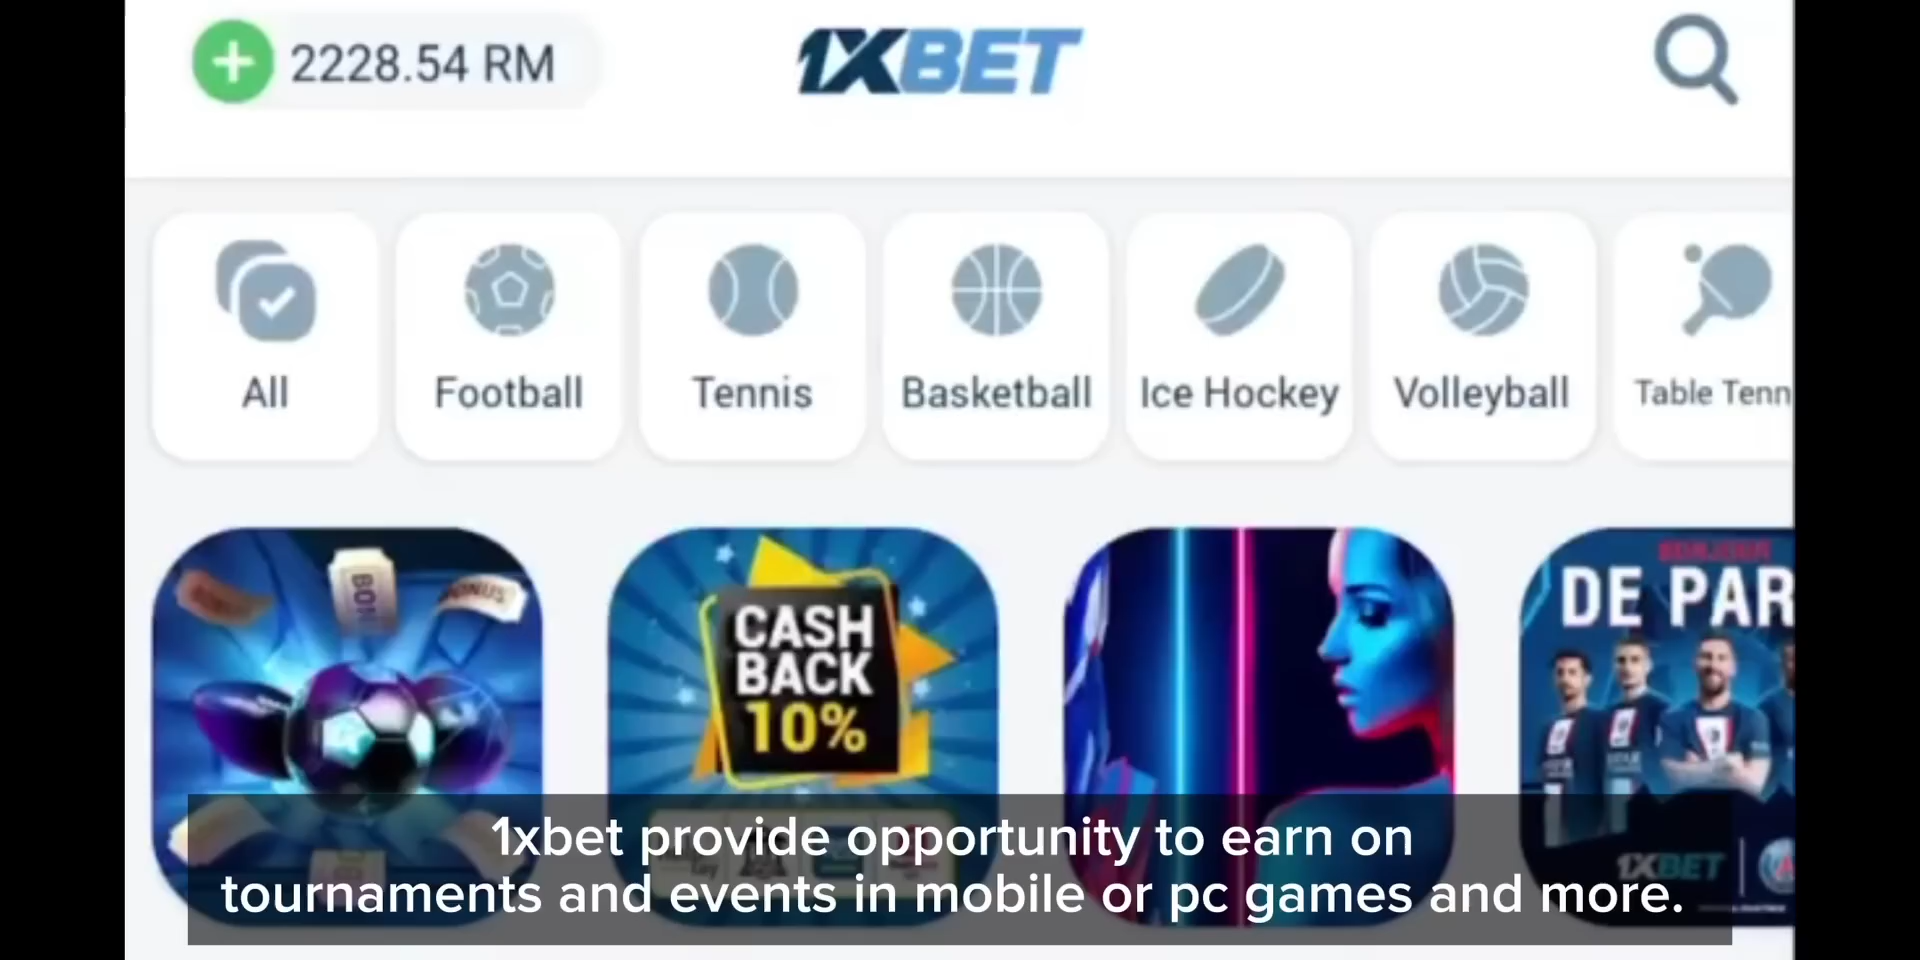 2228.54 RM
1XBET
All
Football
Tennis
Basketball
Ice Hockey
Volleyball
Table Tenn
BONUS
CASH
BACK
10%
DE PAR
1XBET
1xbet provide opportunity to earn on
tournaments and events in mobile or pc games and more.